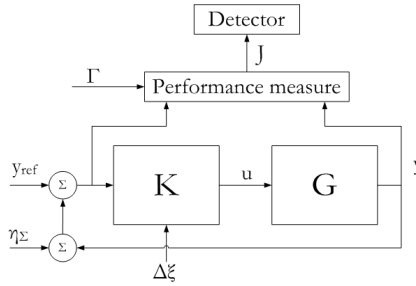 Detector
J
Γ
Performance measure
y_ref
Σ
K
u
G
y
η_Σ
Σ
Δξ